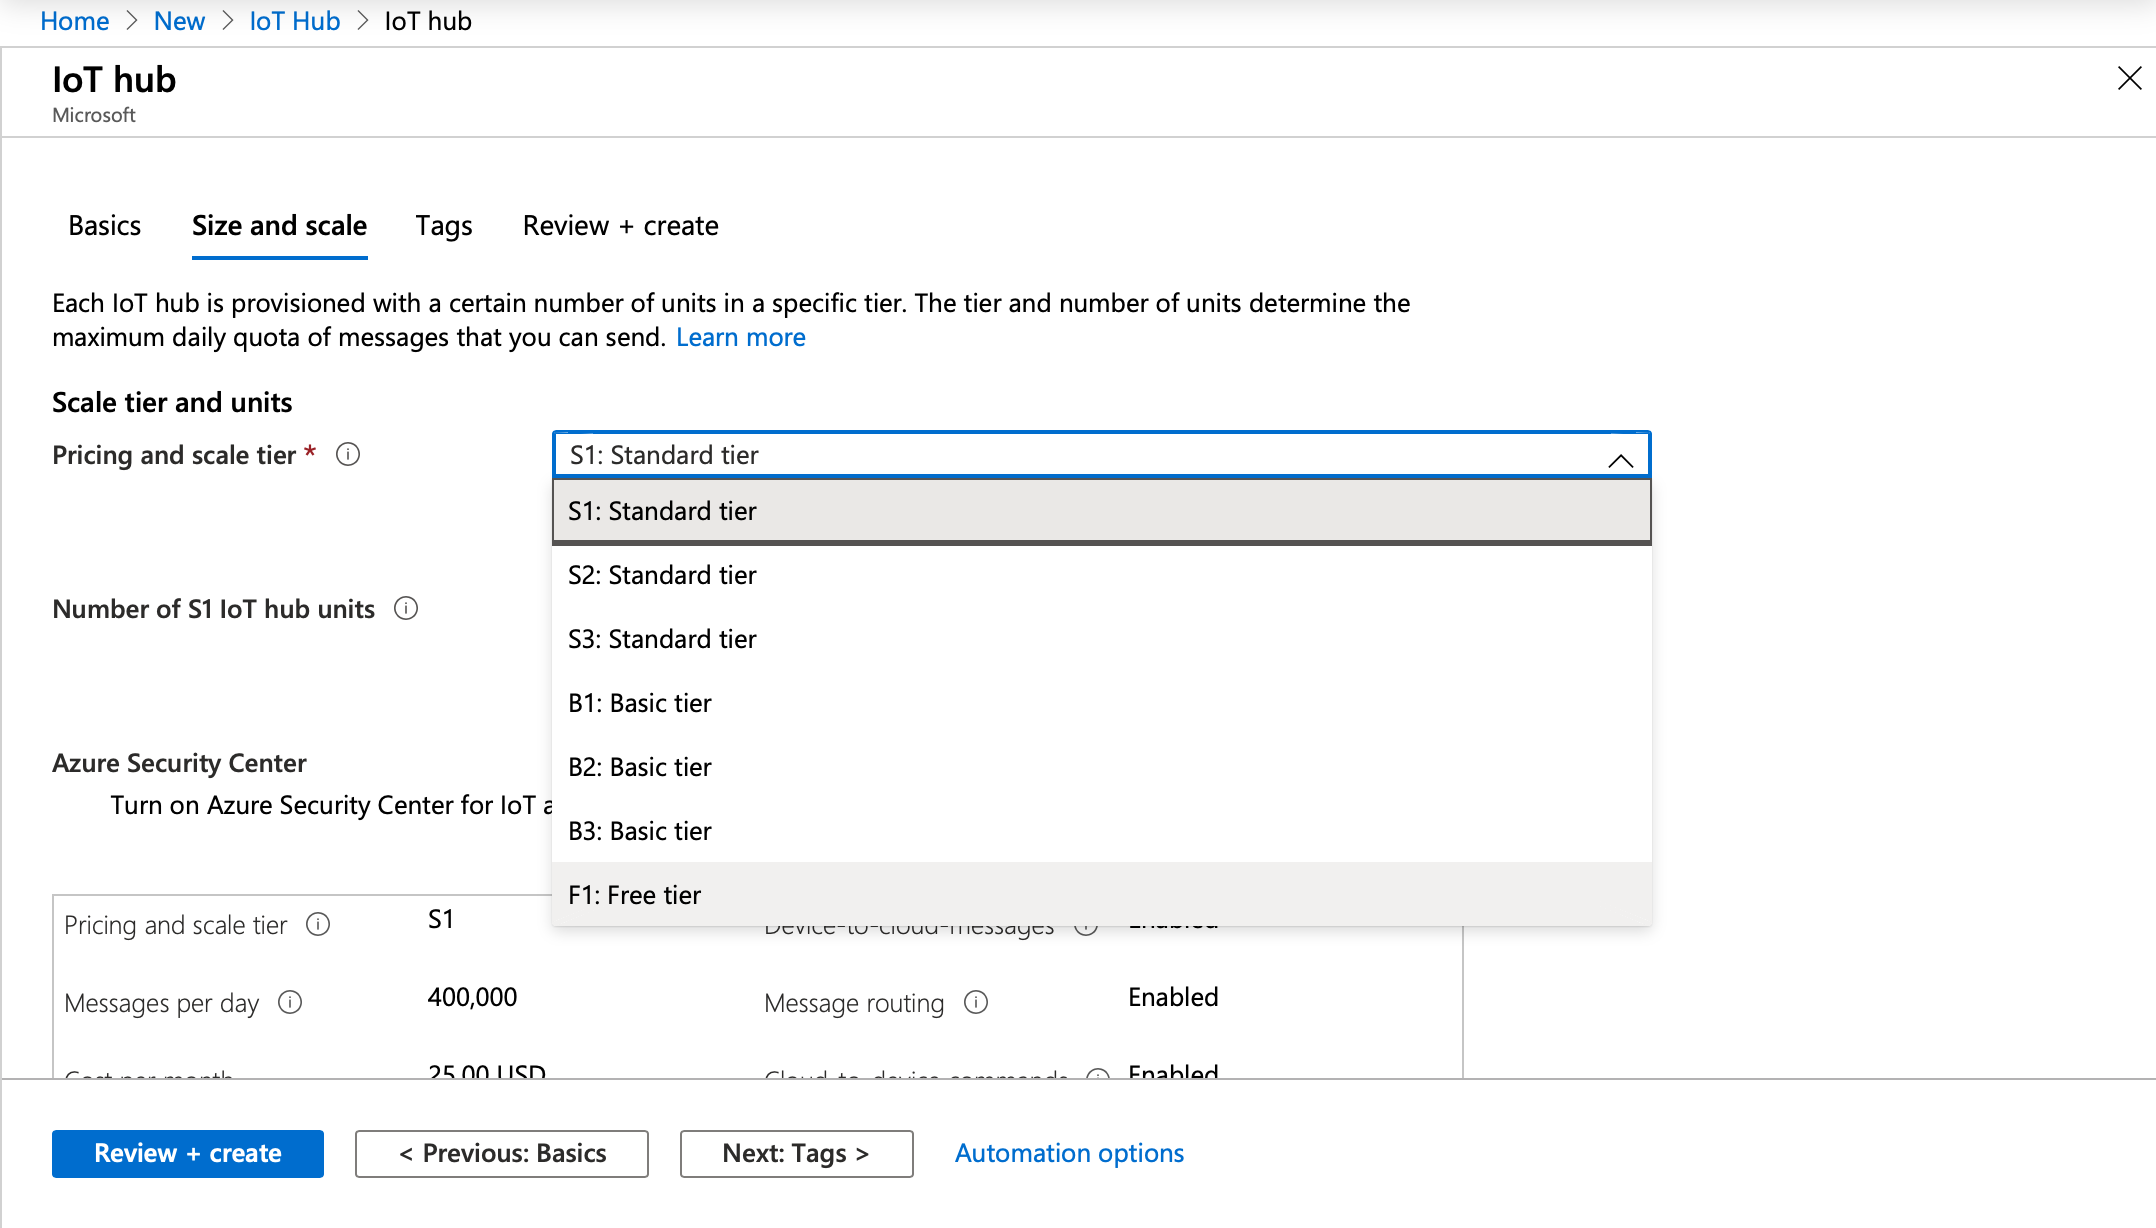 Home > New > IoT Hub > IoT hub
IoT hub
Microsoft
Basics Size and scale Tags Review + create
Each IoT hub is provisioned with a certain number of units in a specific tier. The tier and number of units determine the
maximum daily quota of messages that you can send. Learn more
Scale tier and units
Pricing and scale tier * S1: Standard tier
S1: Standard tier
S2: Standard tier
Number of S1 IoT hub units
S3: Standard tier
B1: Basic tier
Azure Security Center
B2: Basic tier
Turn on Azure Security Center for IoT a
B3: Basic tier
F1: Free tier
Pricing and scale tier S1 Device-to-cloud-messages Enabled
Messages per day 400,000 Message routing Enabled
Cost per month 25.00 USD Cloud-to-device commands Enabled
Review + create < Previous: Basics Next: Tags > Automation options